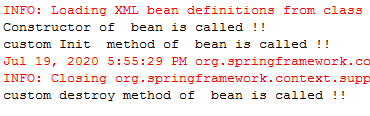 INFO: Loading XML bean definitions from class
Constructor of  bean is called !!
custom Init  method of  bean is called !!
Jul 19, 2020 5:55:29 PM org.springframework.co
INFO: Closing org.springframework.context.supp
custom destroy method of  bean is called !!